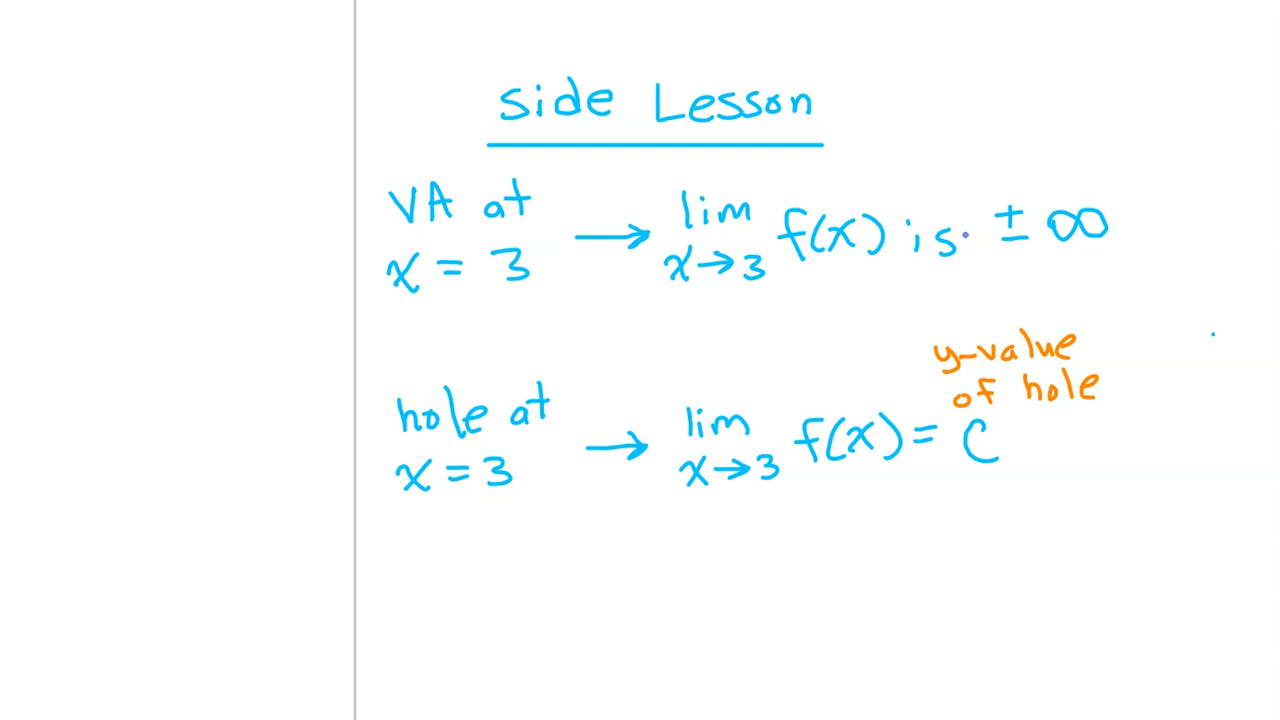 Side Lesson
VA at
x = 3 → lim x→3 f(x) is ± ∞
hole at
x = 3 → lim x→3 f(x) = C
y-value
of hole